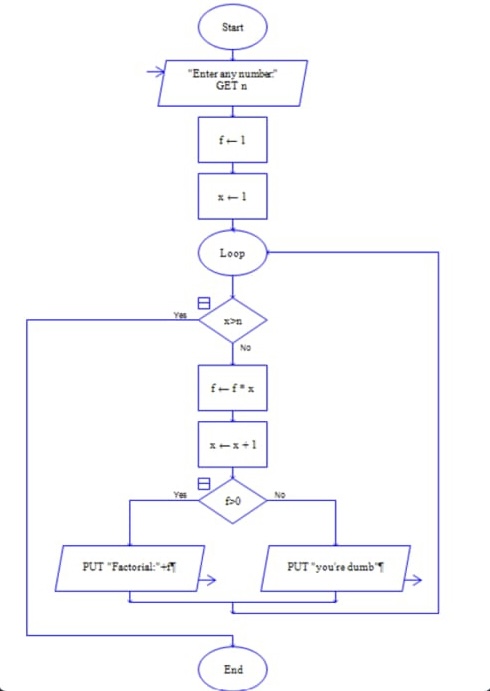 Start
"Enter any number:"
GET n
f ← 1
x ← 1
Loop
Yes
x>n
No
f ← f * x
x ← x + 1
Yes
f>0
No
PUT "Factorial:"+f¶
PUT "you're dumb"¶
End